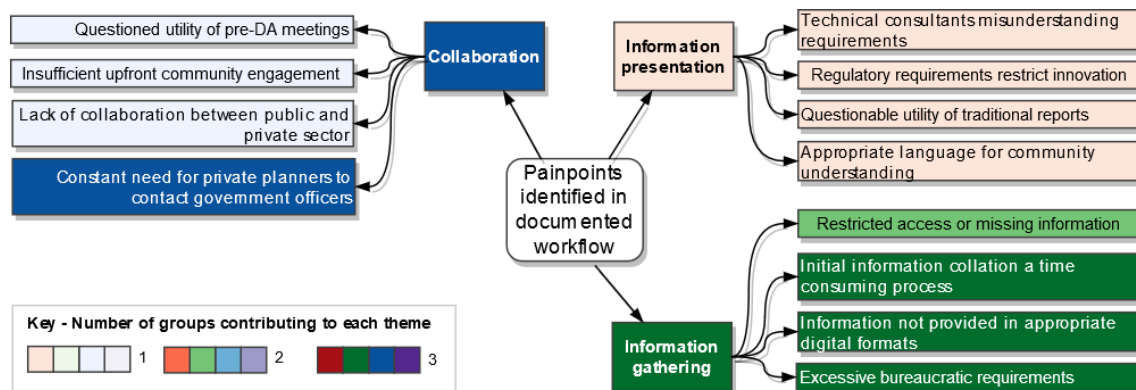 Questioned utility of pre-DA meetings
Insufficient upfront community engagement
Lack of collaboration between public and
private sector
Constant need for private planners to
contact government officers
Collaboration
Information
presentation
Technical consultants misunderstanding
requirements
Regulatory requirements restrict innovation
Questionable utility of traditional reports
Appropriate language for community
understanding
Painpoints
identified in
documented
workflow
Restricted access or missing information
Initial information collation a time
consuming process
Information not provided in appropriate
digital formats
Excessive bureaucratic requirements
Information
gathering
Key - Number of groups contributing to each theme
1
2
3